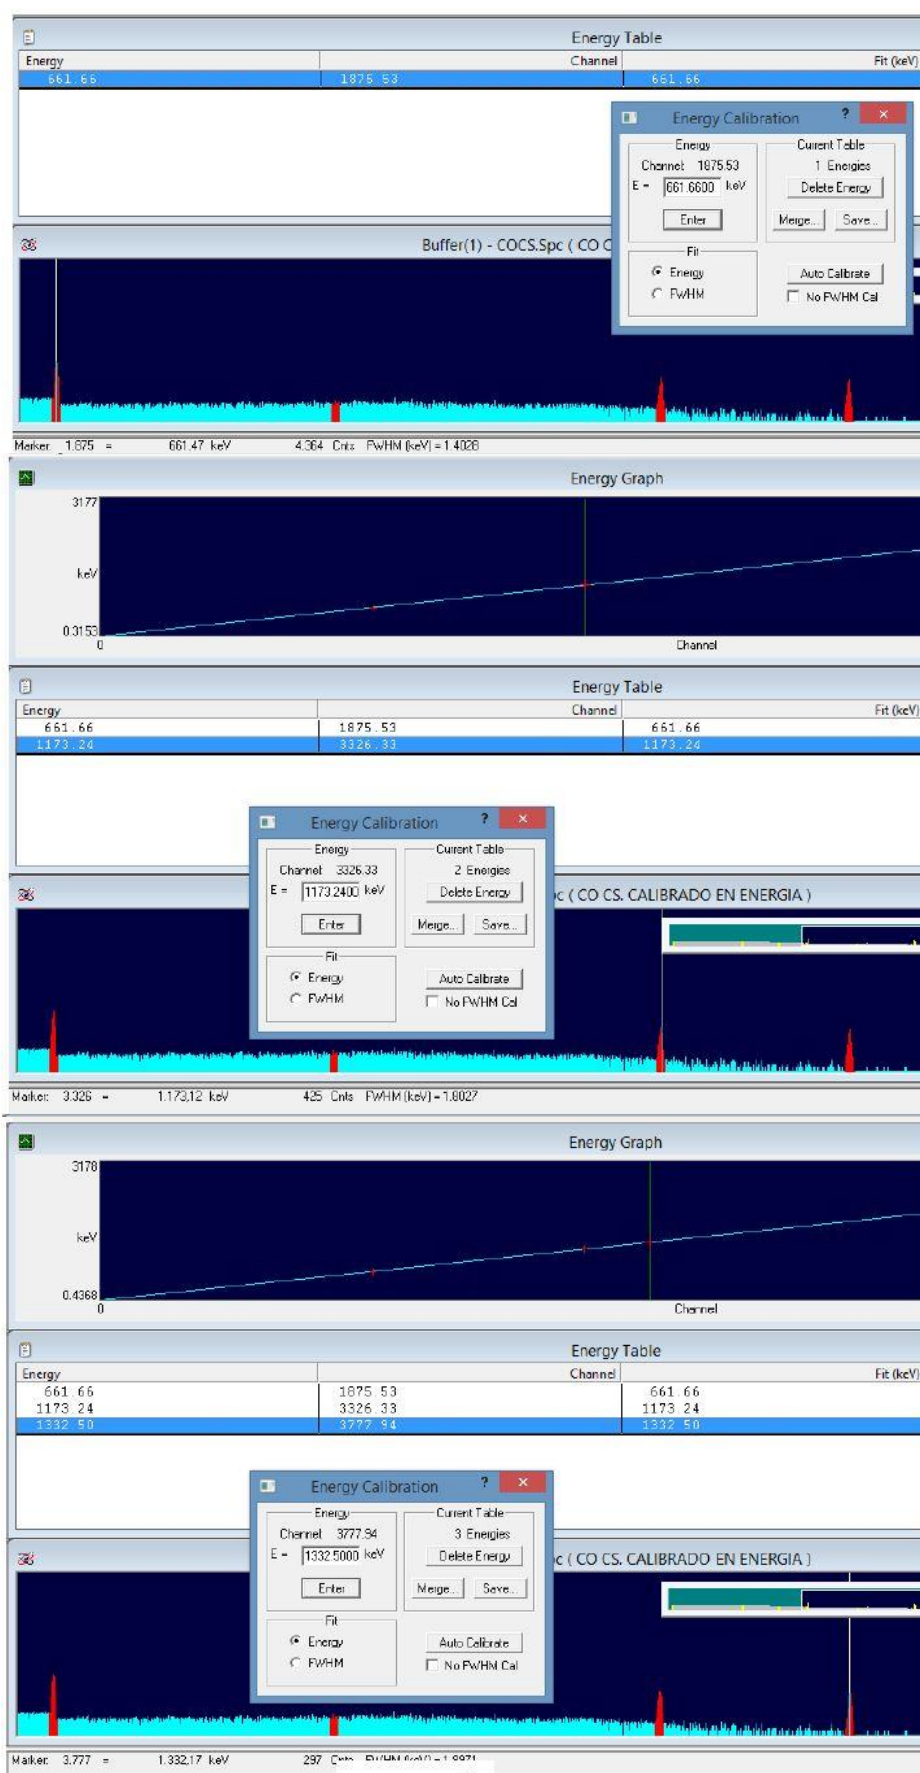 Energy Table
Energy Channel Fit (keV)
661.66 1875.53 661.66
Energy Calibration ? ×
Energy Current Table
Channel: 1875.53 1 Energies
E = 661.6600 keV Delete Energy
Enter Merge... Save...
Buffer(1) - COCS.Spc ( CO C
Fit
Energy Auto Calibrate
FWHM No FWHM Cal
Marker: 1.875 = 661.47 keV 4.364 Cnts FWHM (keV) = 1.4028
Energy Graph
3177
keV
0.3153
0 Channel
Energy Table
Energy Channel Fit (keV)
661.66 1875.53 661.66
1173.24 3326.33 1173.24
Energy Calibration ? ×
Energy Current Table
Channel: 3326.33 2 Energies
E = 1173.2400 keV Delete Energy
pc ( CO CS. CALIBRADO EN ENERGIA )
Enter Merge... Save...
Fit
Energy Auto Calibrate
FWHM No FWHM Cal
Marker: 3.326 = 1.173,12 keV 425 Cnts FWHM (keV) = 1.8027
Energy Graph
3178
keV
0.4368
0 Channel
Energy Table
Energy Channel Fit (keV)
661.66 1875.53 661.66
1173.24 3326.33 1173.24
1332.50 3777.94 1332.50
Energy Calibration ? ×
Energy Current Table
Channel: 3777.94 3 Energies
E = 1332.5000 keV Delete Energy
pc ( CO CS. CALIBRADO EN ENERGIA )
Enter Merge... Save...
Fit
Energy Auto Calibrate
FWHM No FWHM Cal
Marker: 3.777 = 1.332,17 keV 297 Cnts FWHM (keV) = 1.8971